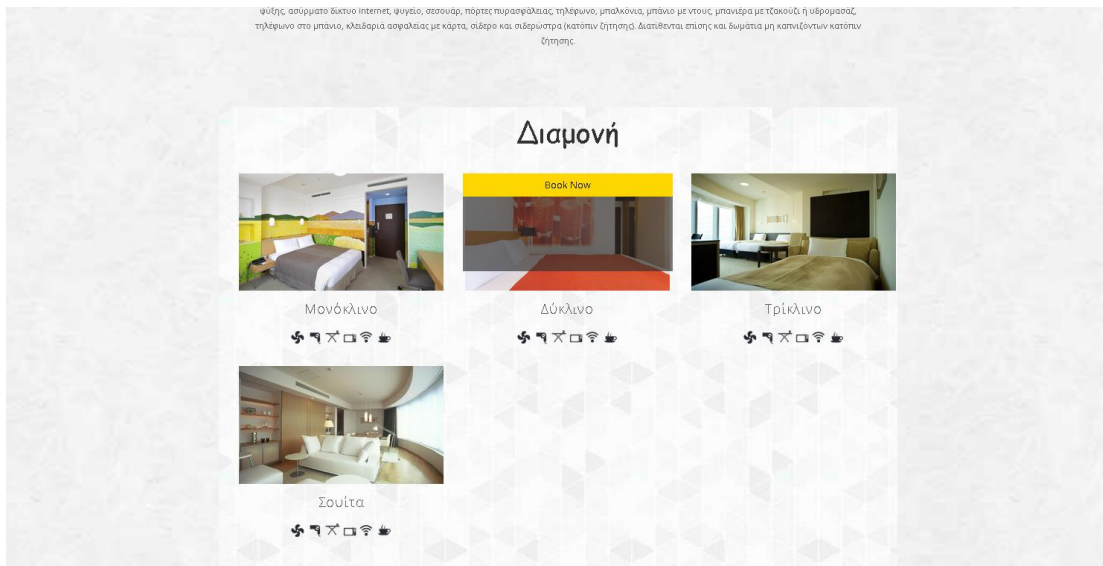 ψύξης, ασύρματο δίκτυο internet, ψυγείο, σεσουάρ, πόρτες πυρασφάλειας, τηλέφωνο, μπαλκόνια, μπάνιο με ντους, μπανιέρα με τζακούζι ή υδρομασάζ,
τηλέφωνο στο μπάνιο, κλειδαριά ασφαλείας με κάρτα, σίδερο και σιδερώστρα (κατόπιν ζήτησης). Διατίθενται επίσης και δωμάτια μη καπνιζόντων κατόπιν
ζήτησης.
Διαμονή
Book Now
Μονόκλινο
Δύκλινο
Τρίκλινο
Σουίτα